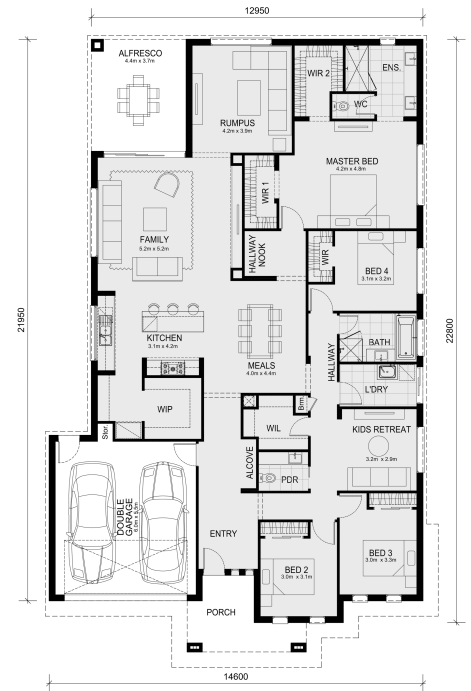 12950
ALFRESCO
4.4m x 3.7m
RUMPUS
4.2m x 3.9m
WIR 2
ENS.
WC
MASTER BED
4.2m x 4.8m
WIR 1
FAMILY
5.2m x 5.2m
HALLWAY
NOOK
WIR
BED 4
3.1m x 3.2m
21950
22800
KITCHEN
3.1m x 4.2m
MEALS
4.0m x 4.4m
HALLWAY
BATH
L'DRY
WIP
Stor.
Brm.
WIL
KIDS RETREAT
3.2m x 2.9m
ALCOVE
PDR
DOUBLE
GARAGE
6.0m x 5.5m
ENTRY
BED 2
3.0m x 3.1m
BED 3
3.0m x 3.3m
PORCH
14600